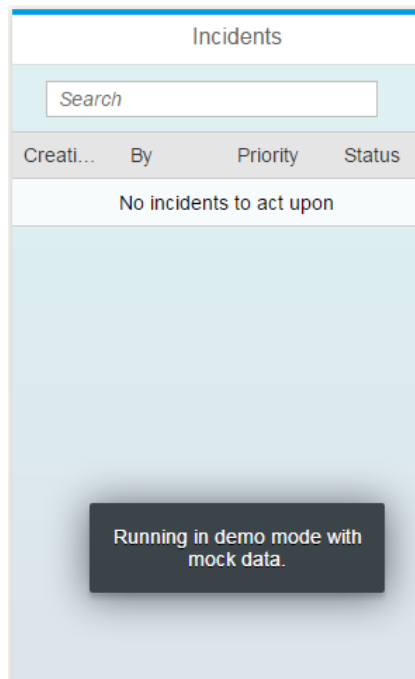 Incidents
Search
Creati... By Priority Status
No incidents to act upon
Running in demo mode with
mock data.